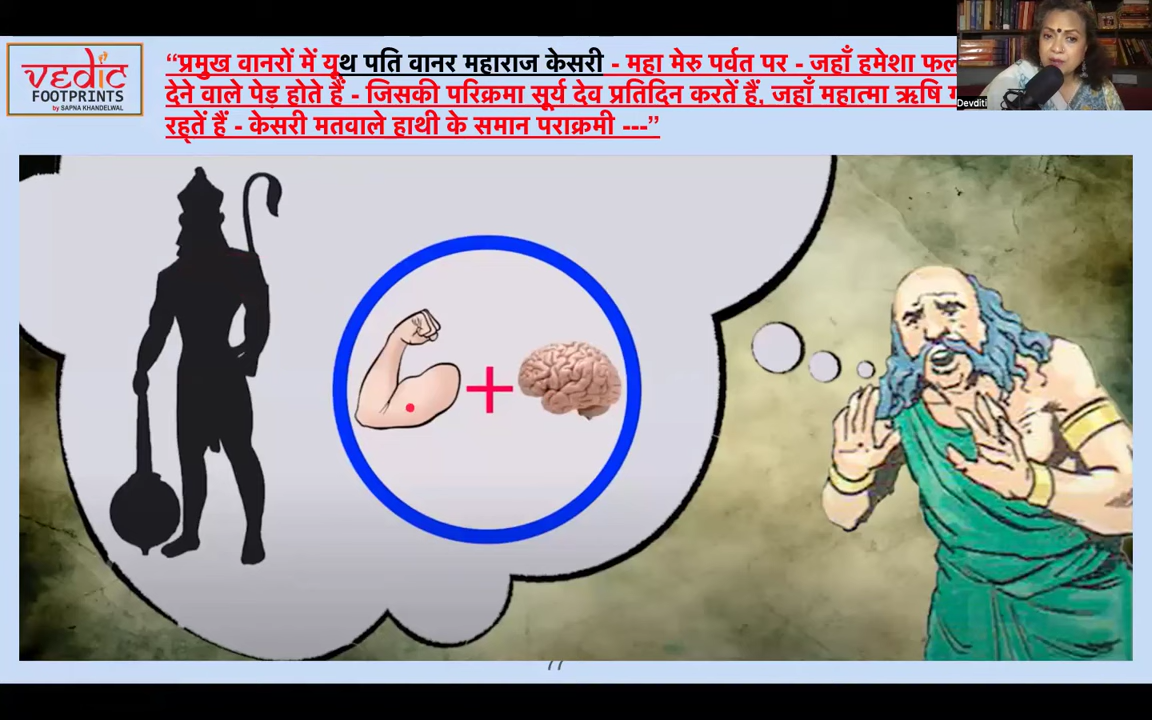 vedic
FOOTPRINTS
by SAPNA KHANDELWAL
“प्रमुख वानरों में यूथ पति वानर महाराज केसरी - महा मेरु पर्वत पर - जहाँ हमेशा फल
देने वाले पेड़ होते हैं - जिसकी परिक्रमा सूर्य देव प्रतिदिन करतें हैं, जहाँ महात्मा ऋषि
रहतें हैं - केसरी मतवाले हाथी के समान पराक्रमी ---”
Devditi